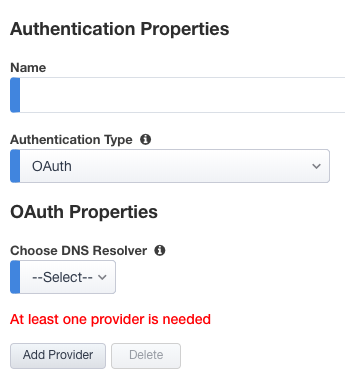 Authentication Properties
Name
Authentication Type
OAuth
OAuth Properties
Choose DNS Resolver
--Select--
At least one provider is needed
Add Provider Delete